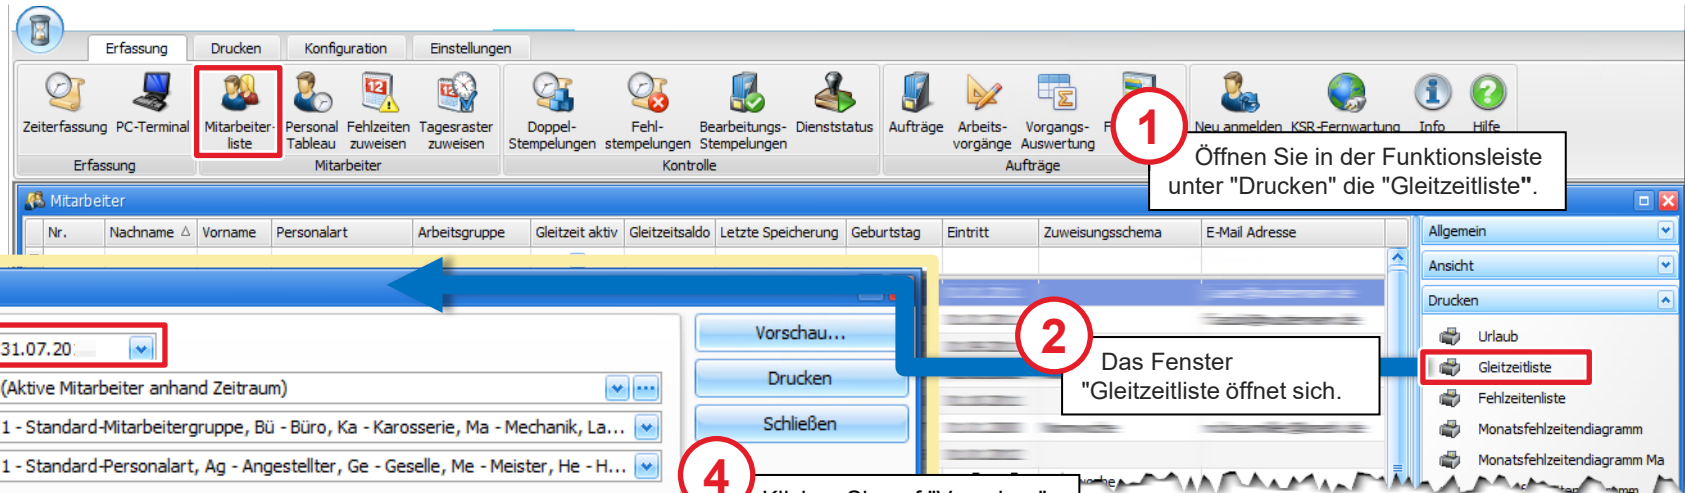 Erfassung Drucken Konfiguration Einstellungen
Zeiterfassung PC-Terminal Mitarbeiter- Personal Fehlzeiten Tagesraster Doppel- Fehl- Bearbeitungs- Dienststatus Aufträge Arbeits- Vorgangs- F Neu anmelden KSR-Fernwartung Info Hilfe
liste Tableau zuweisen zuweisen Stempelungen stempelungen Stempelungen vorgänge Auswertung
Erfassung Mitarbeiter Kontrolle Aufträge
1
Öffnen Sie in der Funktionsleiste
unter "Drucken" die "Gleitzeitliste".
Mitarbeiter
Nr. Nachname Vorname Personalart Arbeitsgruppe Gleitzeit aktiv Gleitzeitsaldo Letzte Speicherung Geburtstag Eintritt Zuweisungsschema E-Mail Adresse
Allgemein
Ansicht
Drucken
Urlaub
Gleitzeitliste
Fehlzeitenliste
Monatsfehlzeitendiagramm
Monatsfehlzeitendiagramm Ma
2
Das Fenster
"Gleitzeitliste öffnet sich.
31.07.20
(Aktive Mitarbeiter anhand Zeitraum)
1 - Standard-Mitarbeitergruppe, Bü - Büro, Ka - Karosserie, Ma - Mechanik, La...
1 - Standard-Personalart, Ag - Angestellter, Ge - Geselle, Me - Meister, He - H...
Vorschau...
Drucken
Schließen
4